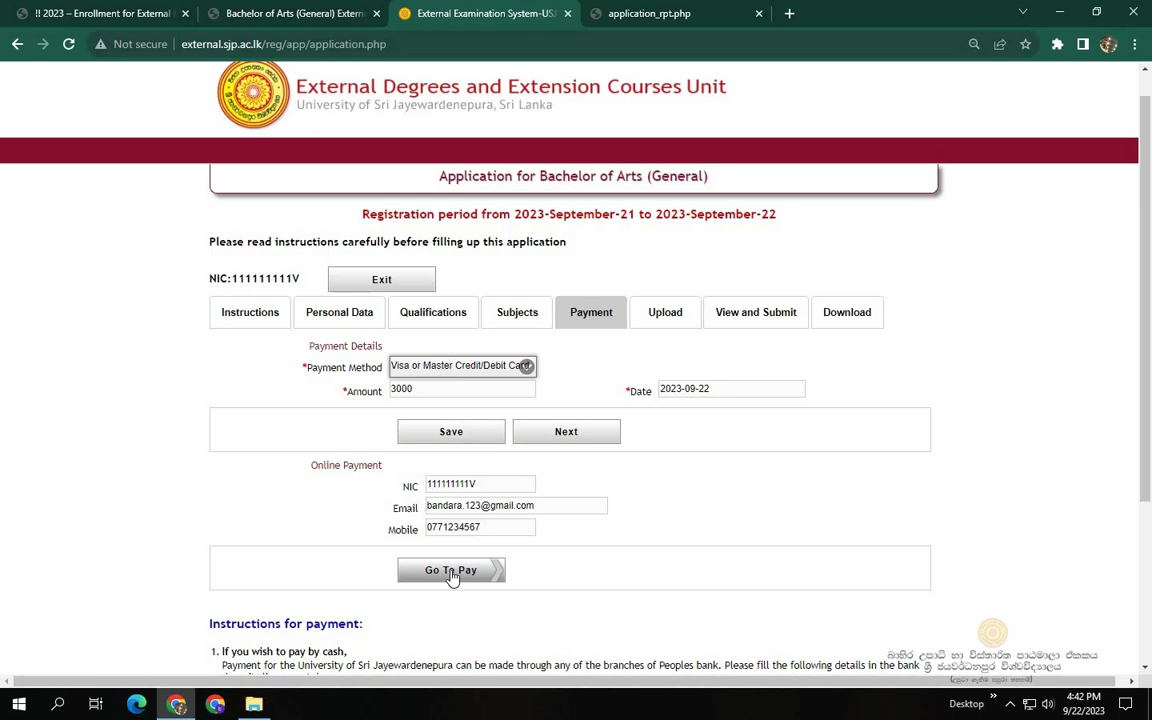 !! 2023 – Enrollment for External
Bachelor of Arts (General) Extern
External Examination System-USJ
application_rpt.php
Not secure
external.sjp.ac.lk/reg/app/application.php
External Degrees and Extension Courses Unit
University of Sri Jayewardenepura, Sri Lanka
Application for Bachelor of Arts (General)
Registration period from 2023-September-21 to 2023-September-22
Please read instructions carefully before filling up this application
NIC:111111111V
Exit
Instructions
Personal Data
Qualifications
Subjects
Payment
Upload
View and Submit
Download
Payment Details
*Payment Method
Visa or Master Credit/Debit Card
*Amount
3000
*Date
2023-09-22
Save
Next
Online Payment
NIC
111111111V
Email
bandara.123@gmail.com
Mobile
0771234567
Go To Pay
Instructions for payment:
1. If you wish to pay by cash,
Payment for the University of Sri Jayewardenepura can be made through any of the branches of Peoples bank. Please fill the following details in the bank
බාහිර උපාධි හා විස්තාරිත පාඨමාලා ඒකකය
ශ්‍රී ජයවර්ධනපුර විශ්වවිද්‍යාලය
Desktop
4:42 PM
9/22/2023